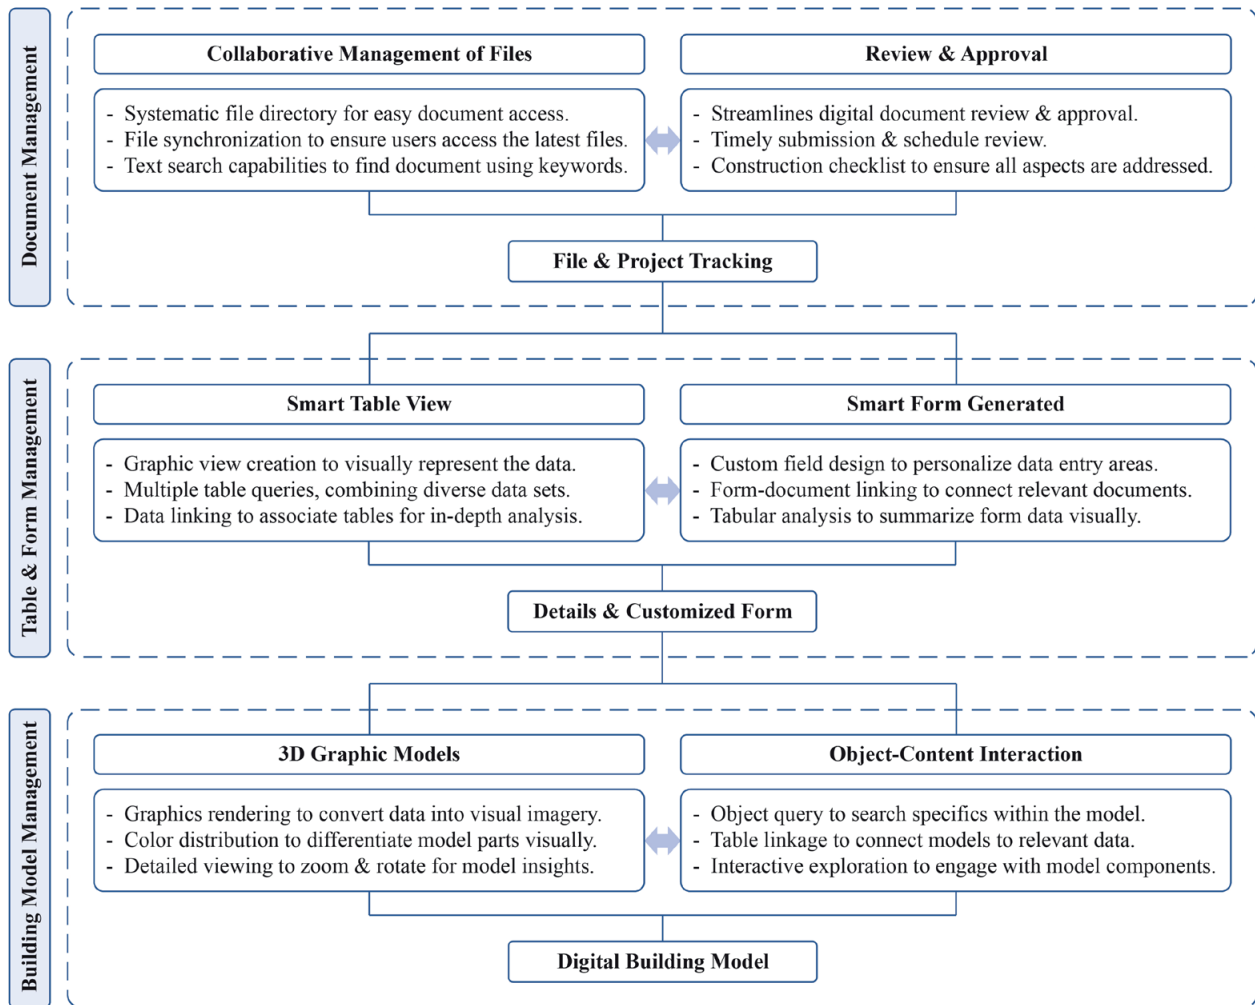 Document Management
Collaborative Management of Files
- Systematic file directory for easy document access.
- File synchronization to ensure users access the latest files.
- Text search capabilities to find document using keywords.
Review & Approval
- Streamlines digital document review & approval.
- Timely submission & schedule review.
- Construction checklist to ensure all aspects are addressed.
File & Project Tracking
Table & Form Management
Smart Table View
- Graphic view creation to visually represent the data.
- Multiple table queries, combining diverse data sets.
- Data linking to associate tables for in-depth analysis.
Smart Form Generated
- Custom field design to personalize data entry areas.
- Form-document linking to connect relevant documents.
- Tabular analysis to summarize form data visually.
Details & Customized Form
Building Model Management
3D Graphic Models
- Graphics rendering to convert data into visual imagery.
- Color distribution to differentiate model parts visually.
- Detailed viewing to zoom & rotate for model insights.
Object-Content Interaction
- Object query to search specifics within the model.
- Table linkage to connect models to relevant data.
- Interactive exploration to engage with model components.
Digital Building Model